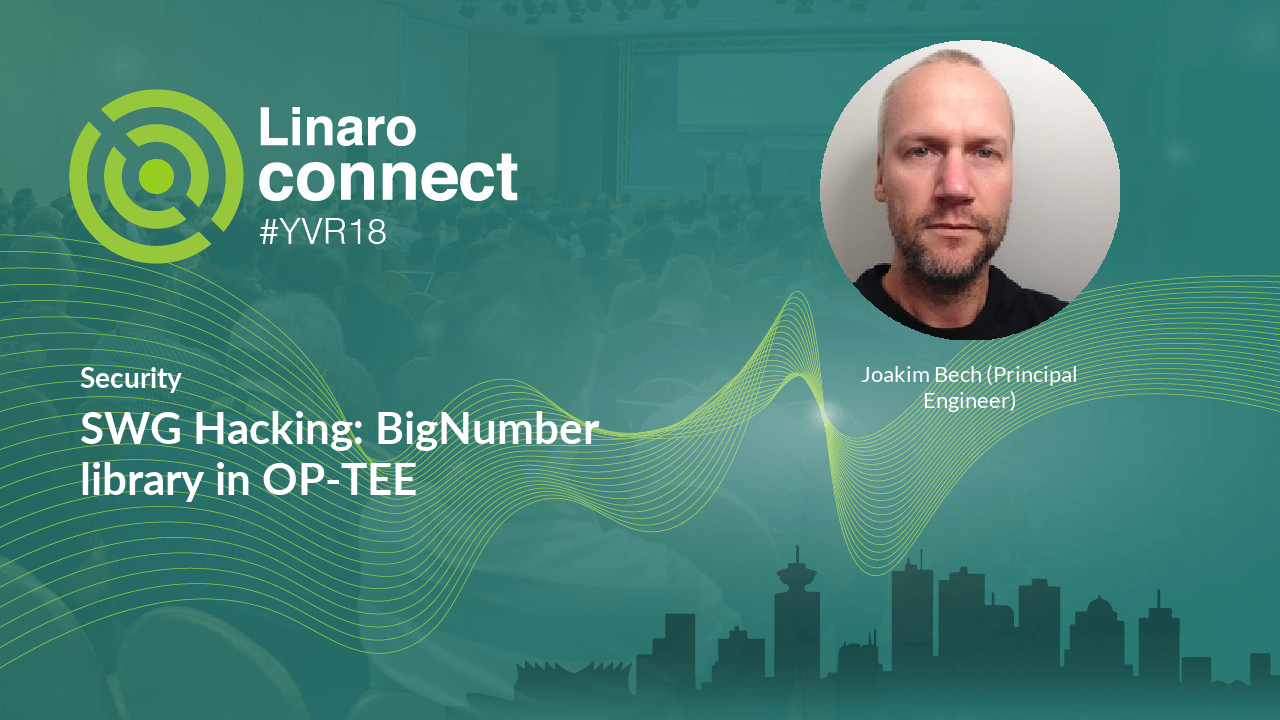 Linaro
connect
#YVR18
Security
SWG Hacking: BigNumber
library in OP-TEE
Joakim Bech (Principal
Engineer)